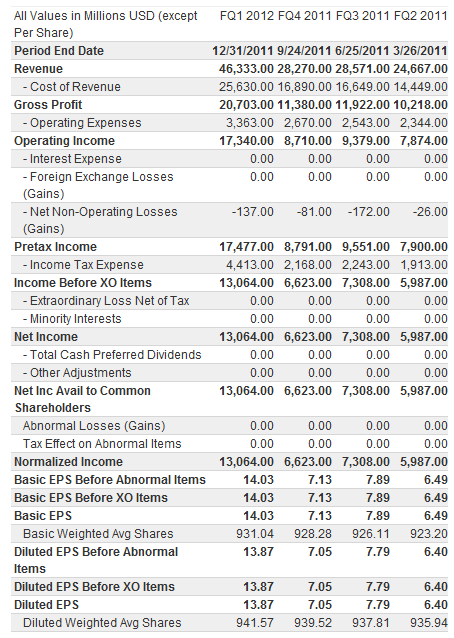 All Values in Millions USD (except FQ1 2012 FQ4 2011 FQ3 2011 FQ2 2011
Per Share)
Period End Date 12/31/2011 9/24/2011 6/25/2011 3/26/2011
Revenue 46,333.00 28,270.00 28,571.00 24,667.00
- Cost of Revenue 25,630.00 16,890.00 16,649.00 14,449.00
Gross Profit 20,703.00 11,380.00 11,922.00 10,218.00
- Operating Expenses 3,363.00 2,670.00 2,543.00 2,344.00
Operating Income 17,340.00 8,710.00 9,379.00 7,874.00
- Interest Expense 0.00 0.00 0.00 0.00
- Foreign Exchange Losses 0.00 0.00 0.00 0.00
(Gains)
- Net Non-Operating Losses -137.00 -81.00 -172.00 -26.00
(Gains)
Pretax Income 17,477.00 8,791.00 9,551.00 7,900.00
- Income Tax Expense 4,413.00 2,168.00 2,243.00 1,913.00
Income Before XO Items 13,064.00 6,623.00 7,308.00 5,987.00
- Extraordinary Loss Net of Tax 0.00 0.00 0.00 0.00
- Minority Interests 0.00 0.00 0.00 0.00
Net Income 13,064.00 6,623.00 7,308.00 5,987.00
- Total Cash Preferred Dividends 0.00 0.00 0.00 0.00
- Other Adjustments 0.00 0.00 0.00 0.00
Net Inc Avail to Common 13,064.00 6,623.00 7,308.00 5,987.00
Shareholders
Abnormal Losses (Gains) 0.00 0.00 0.00 0.00
Tax Effect on Abnormal Items 0.00 0.00 0.00 0.00
Normalized Income 13,064.00 6,623.00 7,308.00 5,987.00
Basic EPS Before Abnormal Items 14.03 7.13 7.89 6.49
Basic EPS Before XO Items 14.03 7.13 7.89 6.49
Basic EPS 14.03 7.13 7.89 6.49
Basic Weighted Avg Shares 931.04 928.28 926.11 923.20
Diluted EPS Before Abnormal 13.87 7.05 7.79 6.40
Items
Diluted EPS Before XO Items 13.87 7.05 7.79 6.40
Diluted EPS 13.87 7.05 7.79 6.40
Diluted Weighted Avg Shares 941.57 939.52 937.81 935.94